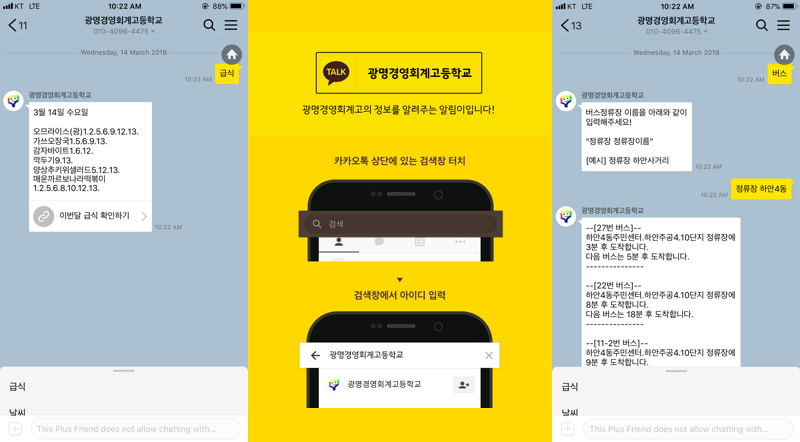 KT LTE 10:22 AM 88%
11 광명경영회계고등학교
010-4096-4475
Wednesday, 14 March 2018
10:22 AM 급식
광명경영회계고등학교
3월 14일 수요일
오므라이스(광)1.2.5.6.9.12.13.
가쓰오장국1.5.6.9.13.
감자바이트1.6.12.
깍두기9.13.
양상추키위샐러드5.12.13.
매운까르보나라떡볶이
1.2.5.6.8.10.12.13.
이번달 급식 확인하기
10:22 AM
급식
날씨
This Plus Friend does not allow chatting with...
TALK 광명경영회계고등학교
광명경영회계고의 정보를 알려주는 알림이입니다!
카카오톡 상단에 있는 검색창 터치
검색
검색창에서 아이디 입력
광명경영회계고등학교
광명경영회계고등학교
KT LTE 10:22 AM 87%
13 광명경영회계고등학교
010-4096-4475
Wednesday, 14 March 2018
10:22 AM 버스
광명경영회계고등학교
버스정류장 이름을 아래와 같이
입력해주세요!
"정류장 정류장이름"
[예시] 정류장 하안사거리
10:22 AM
10:22 AM 정류장 하안4동
광명경영회계고등학교
--[27번 버스]--
하안4동주민센터.하안주공4.10단지 정류장에
3분 후 도착합니다.
다음 버스는 5분 후 도착합니다.
---------------
--[22번 버스]--
하안4동주민센터.하안주공4.10단지 정류장에
8분 후 도착합니다.
다음 버스는 18분 후 도착합니다.
---------------
--[11-2번 버스]--
하안4동주민센터.하안주공4.10단지 정류장에
9분 후 도착합니다.
급식
날씨
This Plus Friend does not allow chatting with...